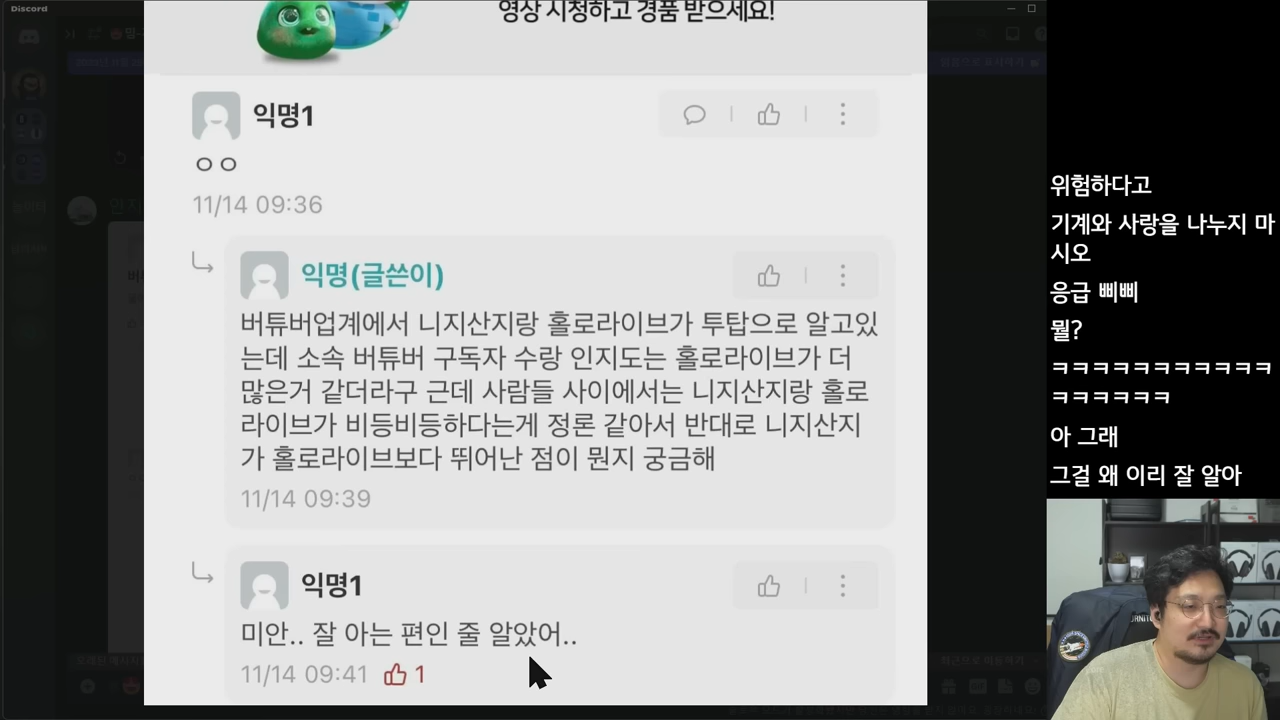 Discord
영상 시청하고 경품 받으세요!
익명1
ㅇㅇ
11/14 09:36
익명(글쓴이)
버튜버업계에서 니지산지랑 홀로라이브가 투탑으로 알고있
는데 소속 버튜버 구독자 수랑 인지도는 홀로라이브가 더
많은거 같더라구 근데 사람들 사이에서는 니지산지랑 홀로
라이브가 비등비등하다는게 정론 같아서 반대로 니지산지
가 홀로라이브보다 뛰어난 점이 뭔지 궁금해
11/14 09:39
익명1
미안.. 잘 아는 편인 줄 알았어..
11/14 09:41 1
위험하다고
기계와 사랑을 나누지 마
시오
응급 삐삐
뭘?
ㅋㅋㅋㅋㅋㅋㅋㅋㅋㅋㅋ
ㅋㅋㅋㅋㅋㅋ
아 그래
그걸 왜 이리 잘 알아